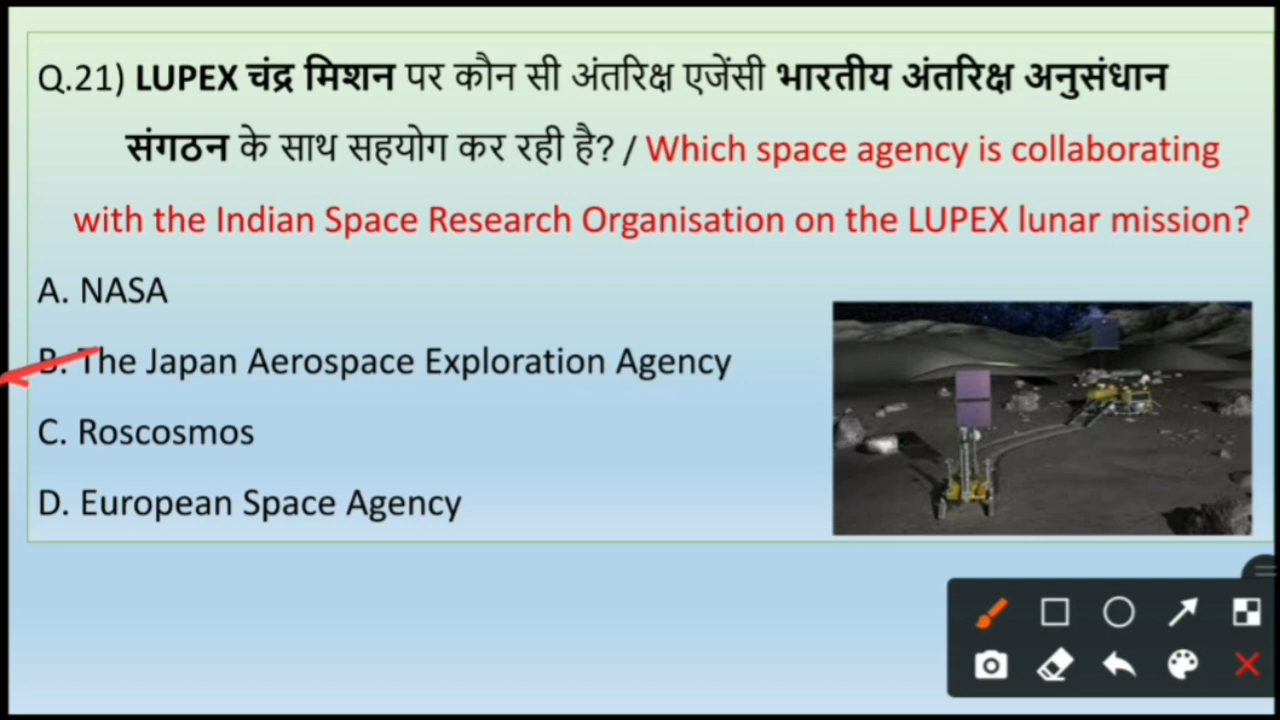 Q.21) LUPEX चंद्र मिशन पर कौन सी अंतरिक्ष एजेंसी भारतीय अंतरिक्ष अनुसंधान
संगठन के साथ सहयोग कर रही है? / Which space agency is collaborating
with the Indian Space Research Organisation on the LUPEX lunar mission?
A. NASA
B. The Japan Aerospace Exploration Agency
C. Roscosmos
D. European Space Agency